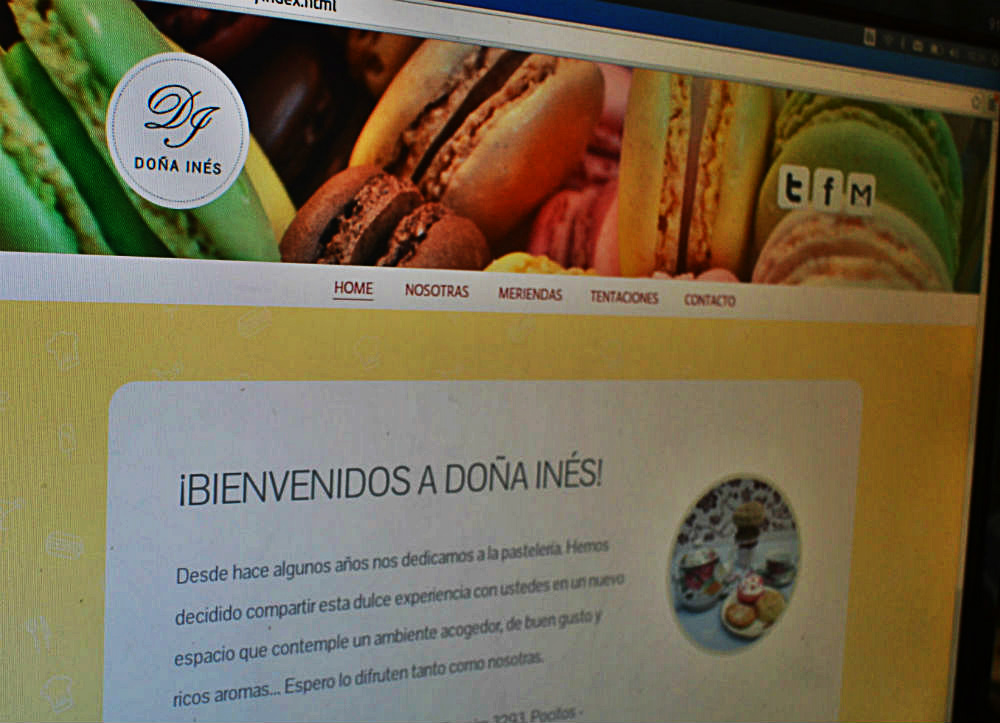 index.html
DJ
DOÑA INÉS
HOME NOSOTRAS MERIENDAS TENTACIONES CONTACTO
¡BIENVENIDOS A DOÑA INÉS!
Desde hace algunos años nos dedicamos a la pastelería. Hemos
decidido compartir esta dulce experiencia con ustedes en un nuevo
espacio que contemple un ambiente acogedor, de buen gusto y
ricos aromas... Espero lo difruten tanto como nosotras.
3293, Pocitos -